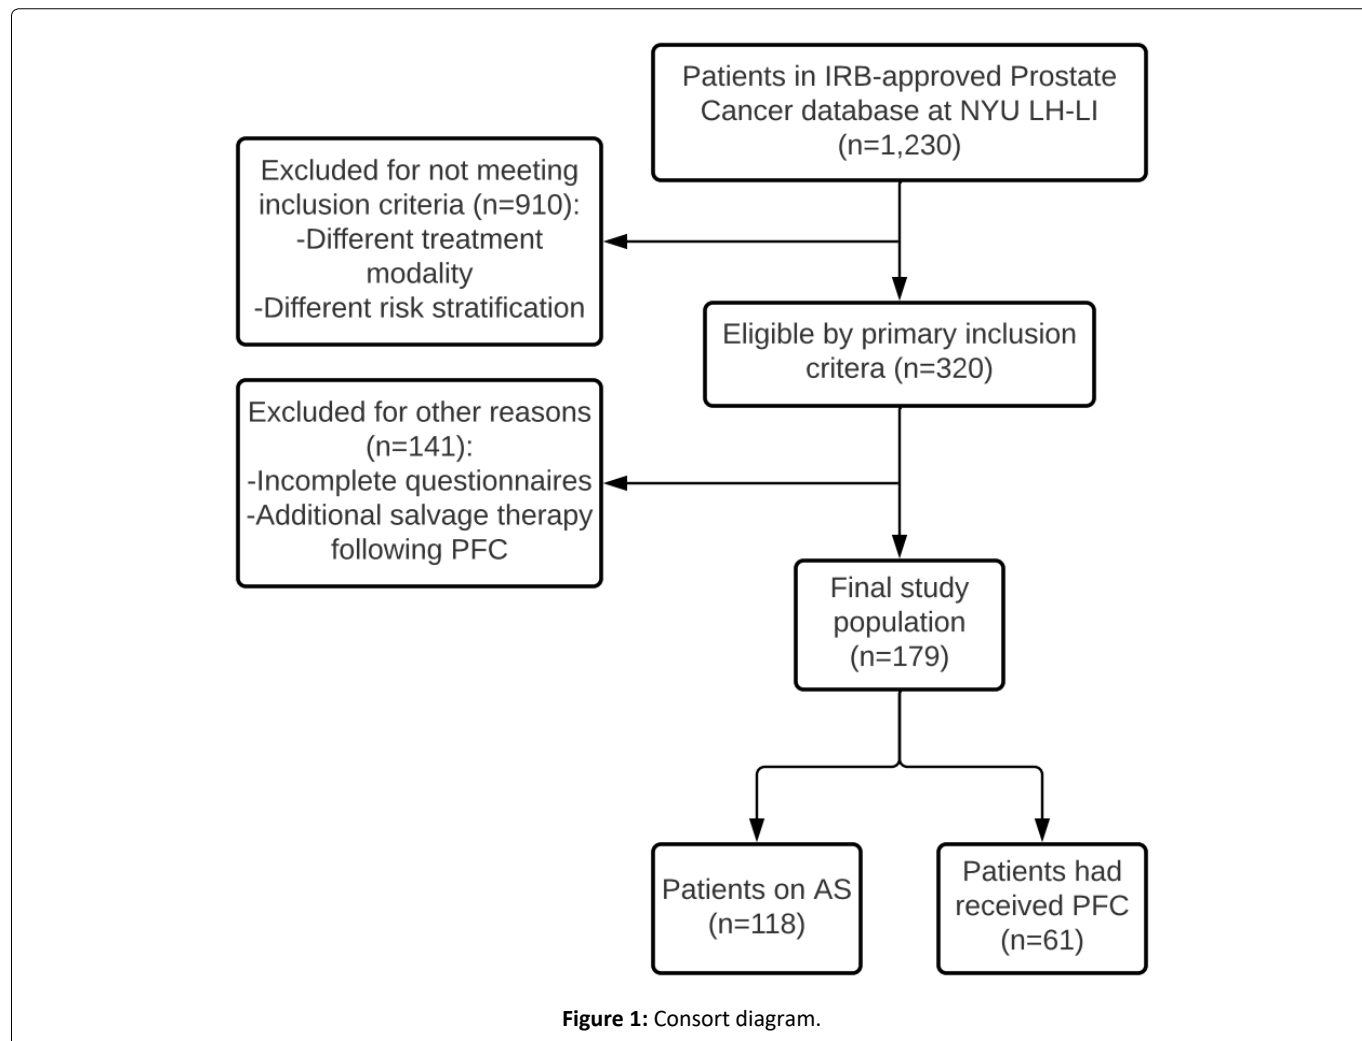 Patients in IRB-approved Prostate
Cancer database at NYU LH-LI
(n=1,230)
Excluded for not meeting
inclusion criteria (n=910):
-Different treatment
modality
-Different risk stratification
Eligible by primary inclusion
critera (n=320)
Excluded for other reasons
(n=141):
-Incomplete questionnaires
-Additional salvage therapy
following PFC
Final study
population
(n=179)
Patients on AS
(n=118)
Patients had
received PFC
(n=61)
Figure 1: Consort diagram.